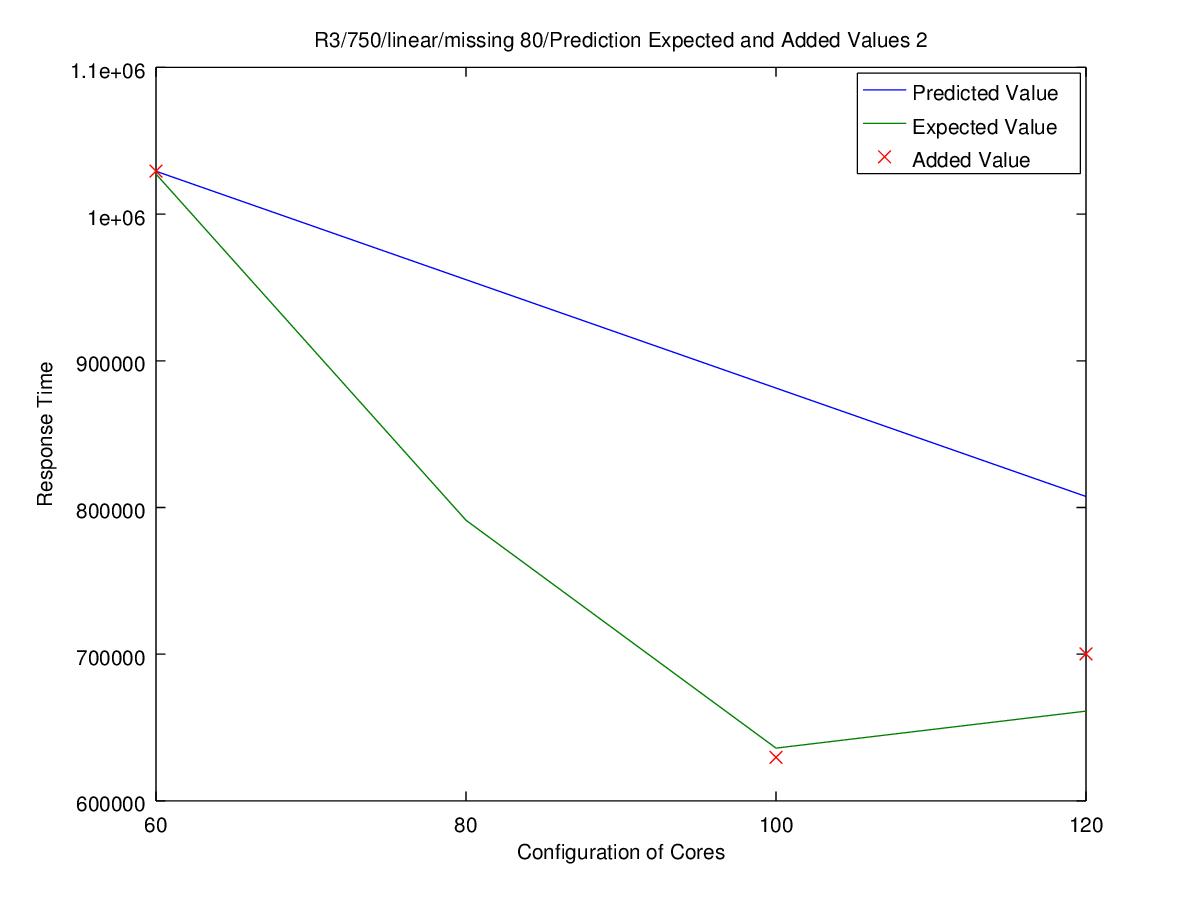 R3/750/linear/missing 80/Prediction Expected and Added Values 2
1.1e+06
1e+06
900000
800000
700000
600000
Response Time
Predicted Value
Expected Value
Added Value
60
80
100
120
Configuration of Cores